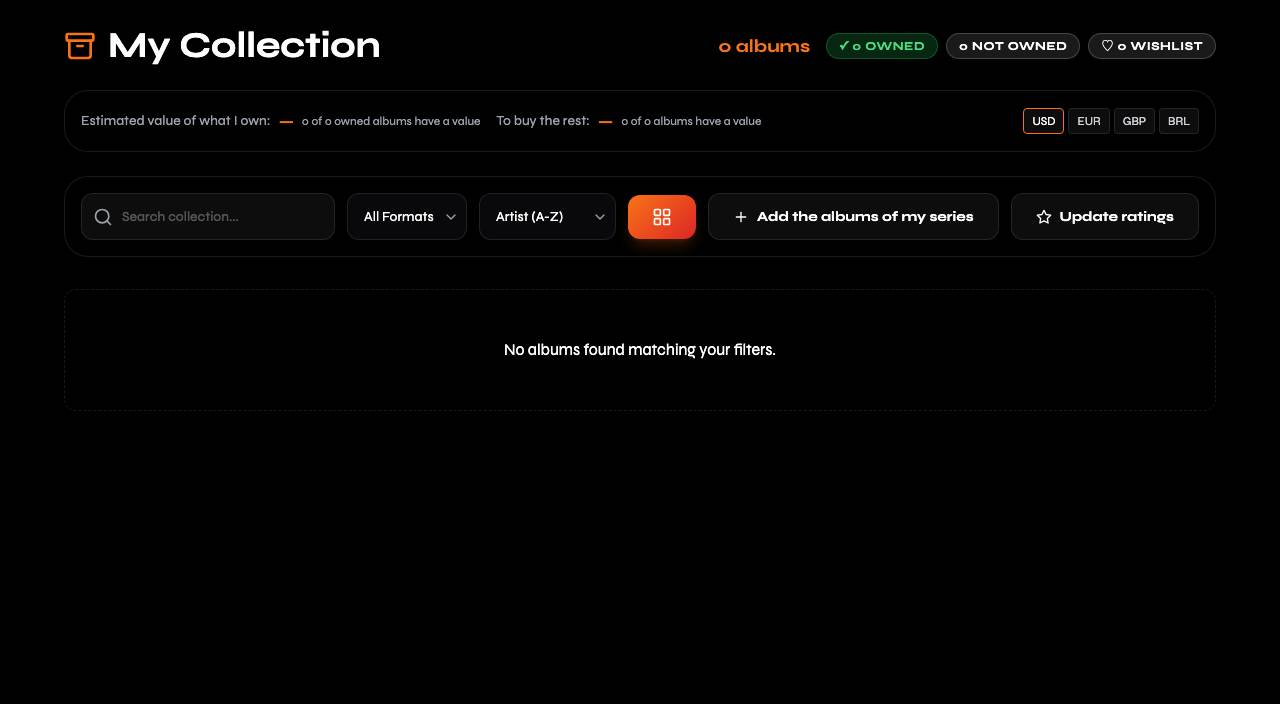 My Collection
0 albums
✓ 0 OWNED
0 NOT OWNED
♡ 0 WISHLIST
Estimated value of what I own: — 0 of 0 owned albums have a value To buy the rest: — 0 of 0 albums have a value
USD EUR GBP BRL
Search collection...
All Formats
Artist (A-Z)
Add the albums of my series
Update ratings
No albums found matching your filters.